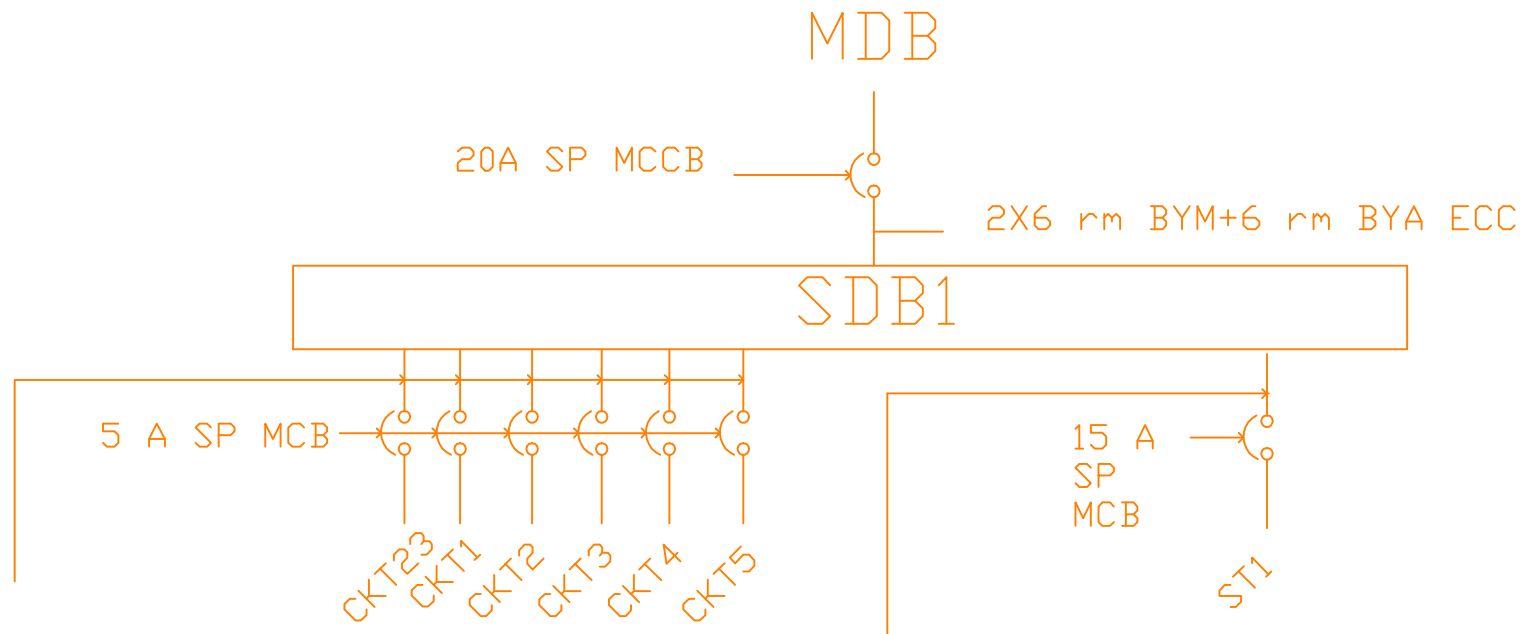 MDB
20A SP MCCB
2X6 rm BYM+6 rm BYA ECC
SDB1
5 A SP MCB
15 A
SP
MCB
CKT23
CKT1
CKT2
CKT3
CKT4
CKT5
ST1